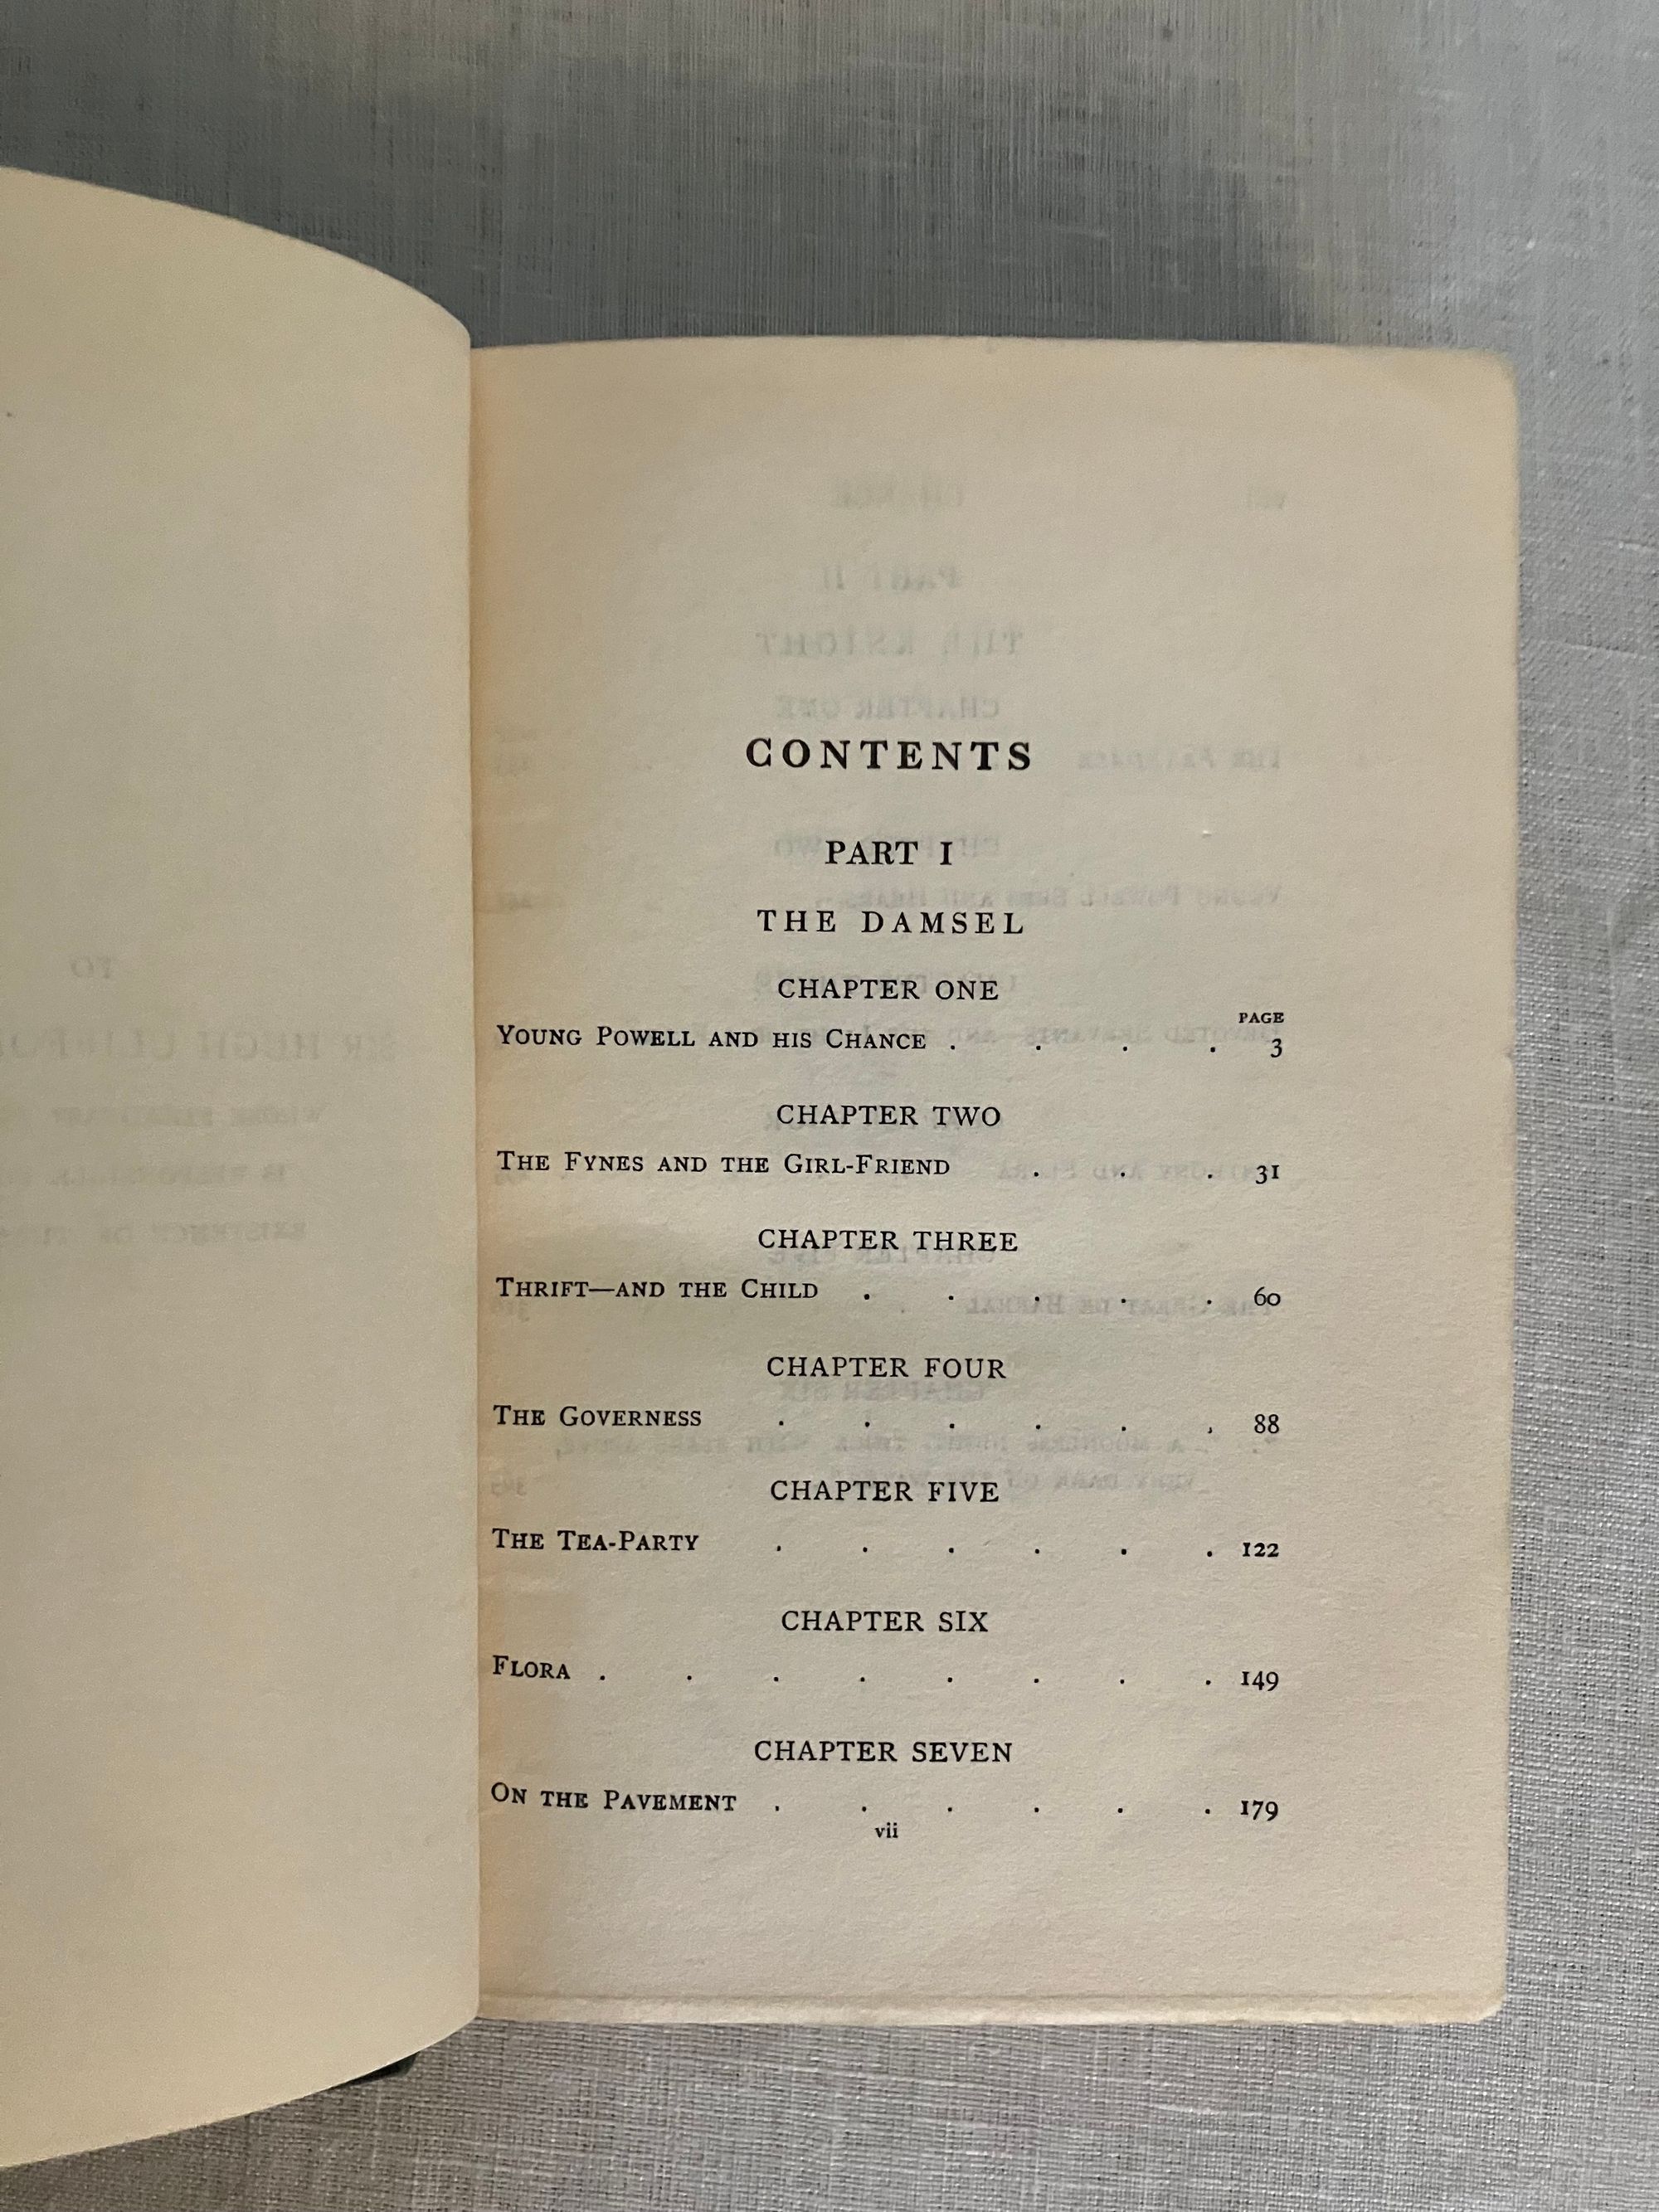 CONTENTS
PART I
THE DAMSEL
CHAPTER ONE
PAGE
YOUNG POWELL AND HIS CHANCE . . . . 3
CHAPTER TWO
THE FYNES AND THE GIRL-FRIEND . . . 31
CHAPTER THREE
THRIFT—AND THE CHILD . . . . . 60
CHAPTER FOUR
THE GOVERNESS . . . . . . 88
CHAPTER FIVE
THE TEA-PARTY . . . . . . 122
CHAPTER SIX
FLORA . . . . . . . . 149
CHAPTER SEVEN
ON THE PAVEMENT . . . . . . 179
vii